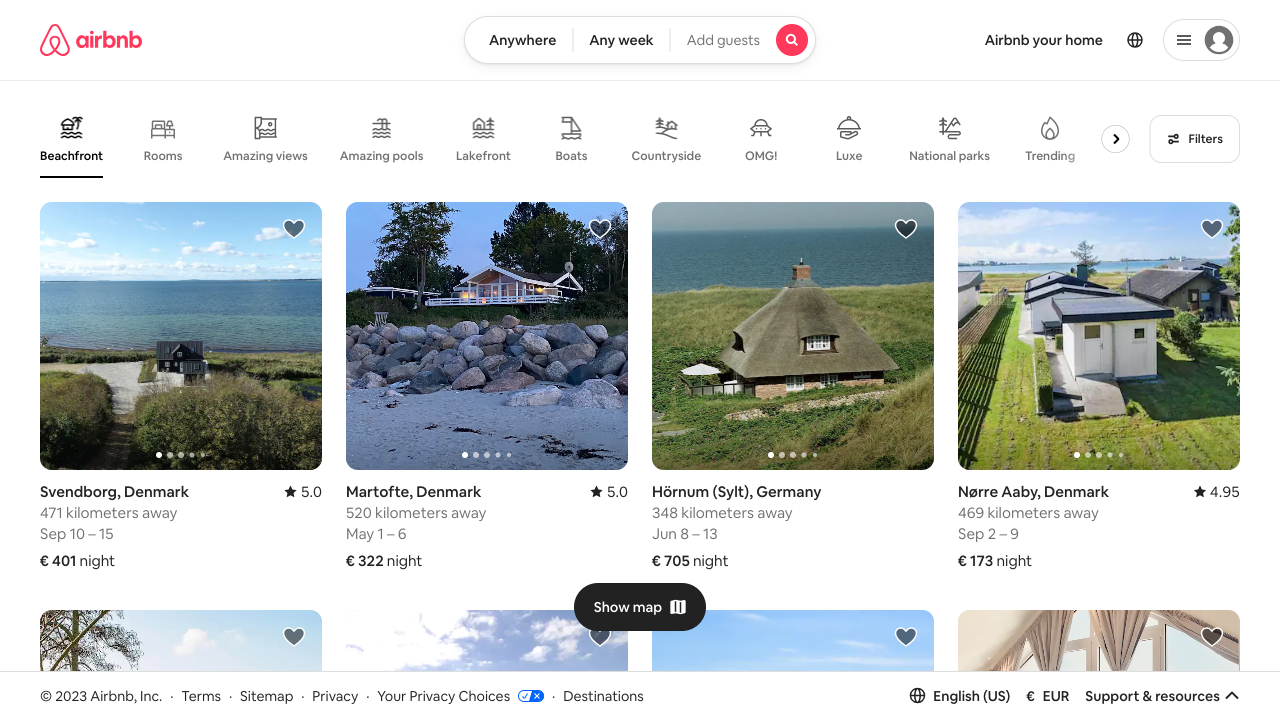 airbnb
Anywhere
Any week
Add guests
Airbnb your home
Beachfront
Rooms
Amazing views
Amazing pools
Lakefront
Boats
Countryside
OMG!
Luxe
National parks
Trending
Filters
Svendborg, Denmark
5.0
471 kilometers away
Sep 10 – 15
€ 401 night
Martofte, Denmark
5.0
520 kilometers away
May 1 – 6
€ 322 night
Hörnum (Sylt), Germany
348 kilometers away
Jun 8 – 13
€ 705 night
Nørre Aaby, Denmark
4.95
469 kilometers away
Sep 2 – 9
€ 173 night
Show map
© 2023 Airbnb, Inc. · Terms · Sitemap · Privacy · Your Privacy Choices · Destinations
English (US) € EUR Support & resources